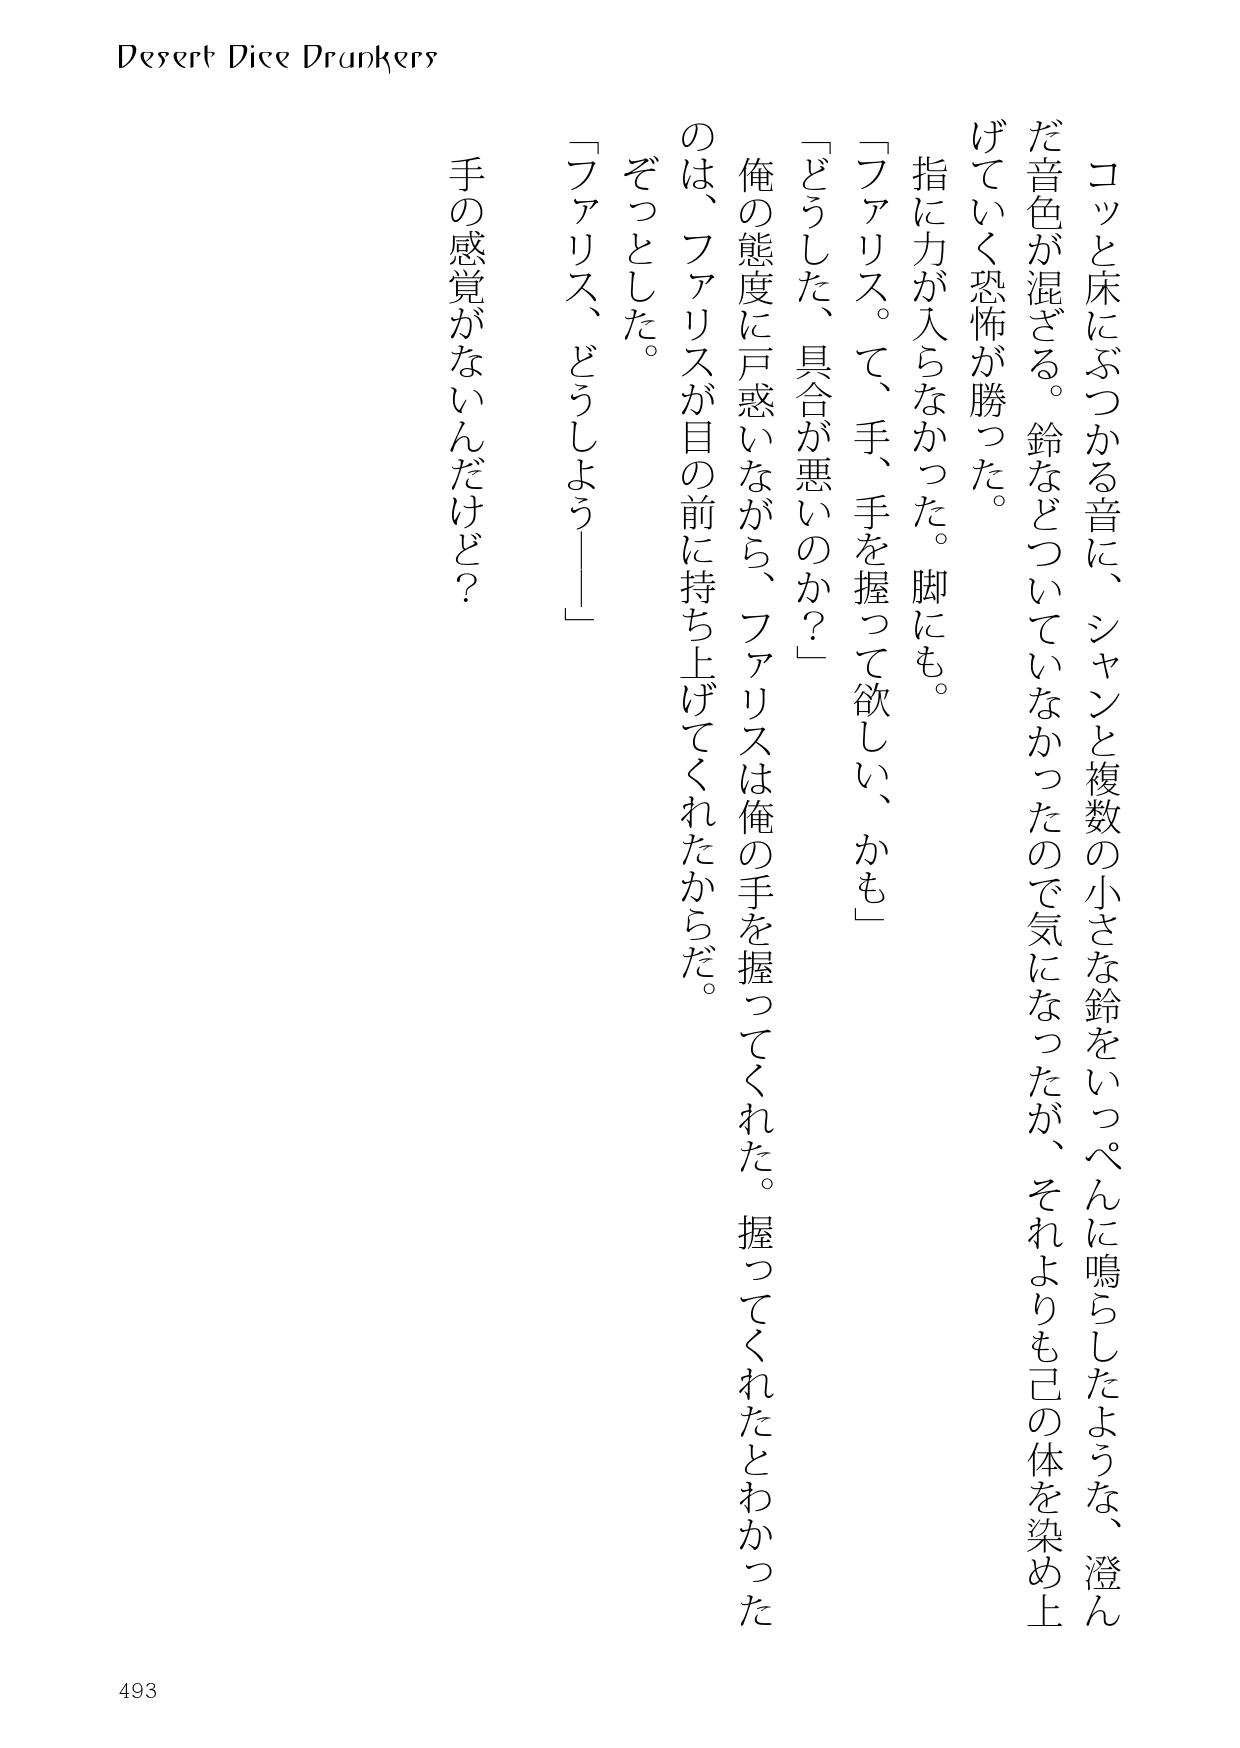 Desert Dice Drunkers
　コッと床にぶつかる音に、シャンと複数の小さな鈴をいっぺんに鳴らしたような、澄ん
だ音色が混ざる。鈴などついていなかったので気になったが、それよりも己の体を染め上
げていく恐怖が勝った。
　指に力が入らなかった。脚にも。
「ファリス。て、手、手を握って欲しい、かも」
「どうした、具合が悪いのか？」
　俺の態度に戸惑いながら、ファリスは俺の手を握ってくれた。握ってくれたとわかった
のは、ファリスが目の前に持ち上げてくれたからだ。
　ぞっとした。
「ファリス、どうしよう――」
　手の感覚がないんだけど？
493